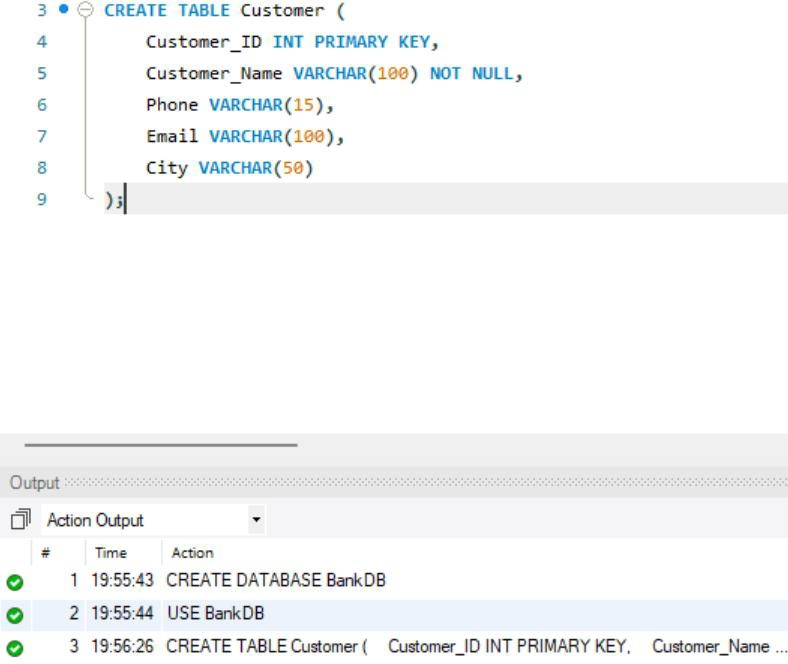 3 CREATE TABLE Customer (
4 Customer_ID INT PRIMARY KEY,
5 Customer_Name VARCHAR(100) NOT NULL,
6 Phone VARCHAR(15),
7 Email VARCHAR(100),
8 City VARCHAR(50)
9 );
Output
Action Output
# Time Action
1 19:55:43 CREATE DATABASE BankDB
2 19:55:44 USE BankDB
3 19:56:26 CREATE TABLE Customer ( Customer_ID INT PRIMARY KEY, Customer_Name ...